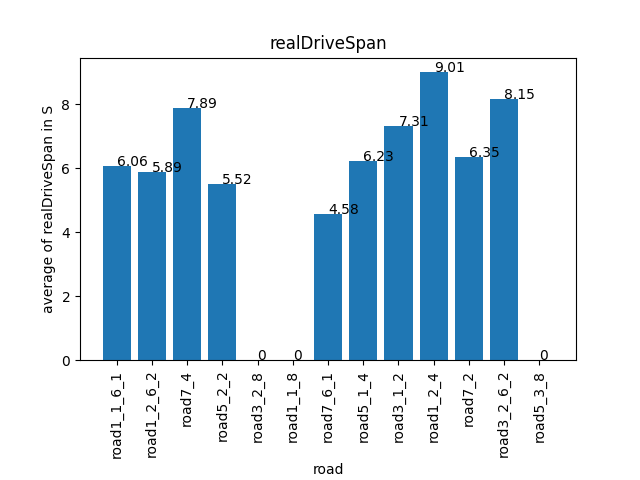 realDriveSpan
average of realDriveSpan in S
8
6
4
2
0
6.06
5.89
7.89
5.52
0
0
4.58
6.23
7.31
9.01
6.35
8.15
0
road1_1_6_1
road1_2_6_2
road7_4
road5_2_2
road3_2_8
road1_1_8
road7_6_1
road5_1_4
road3_1_2
road1_2_4
road7_2
road3_2_6_2
road5_3_8
road